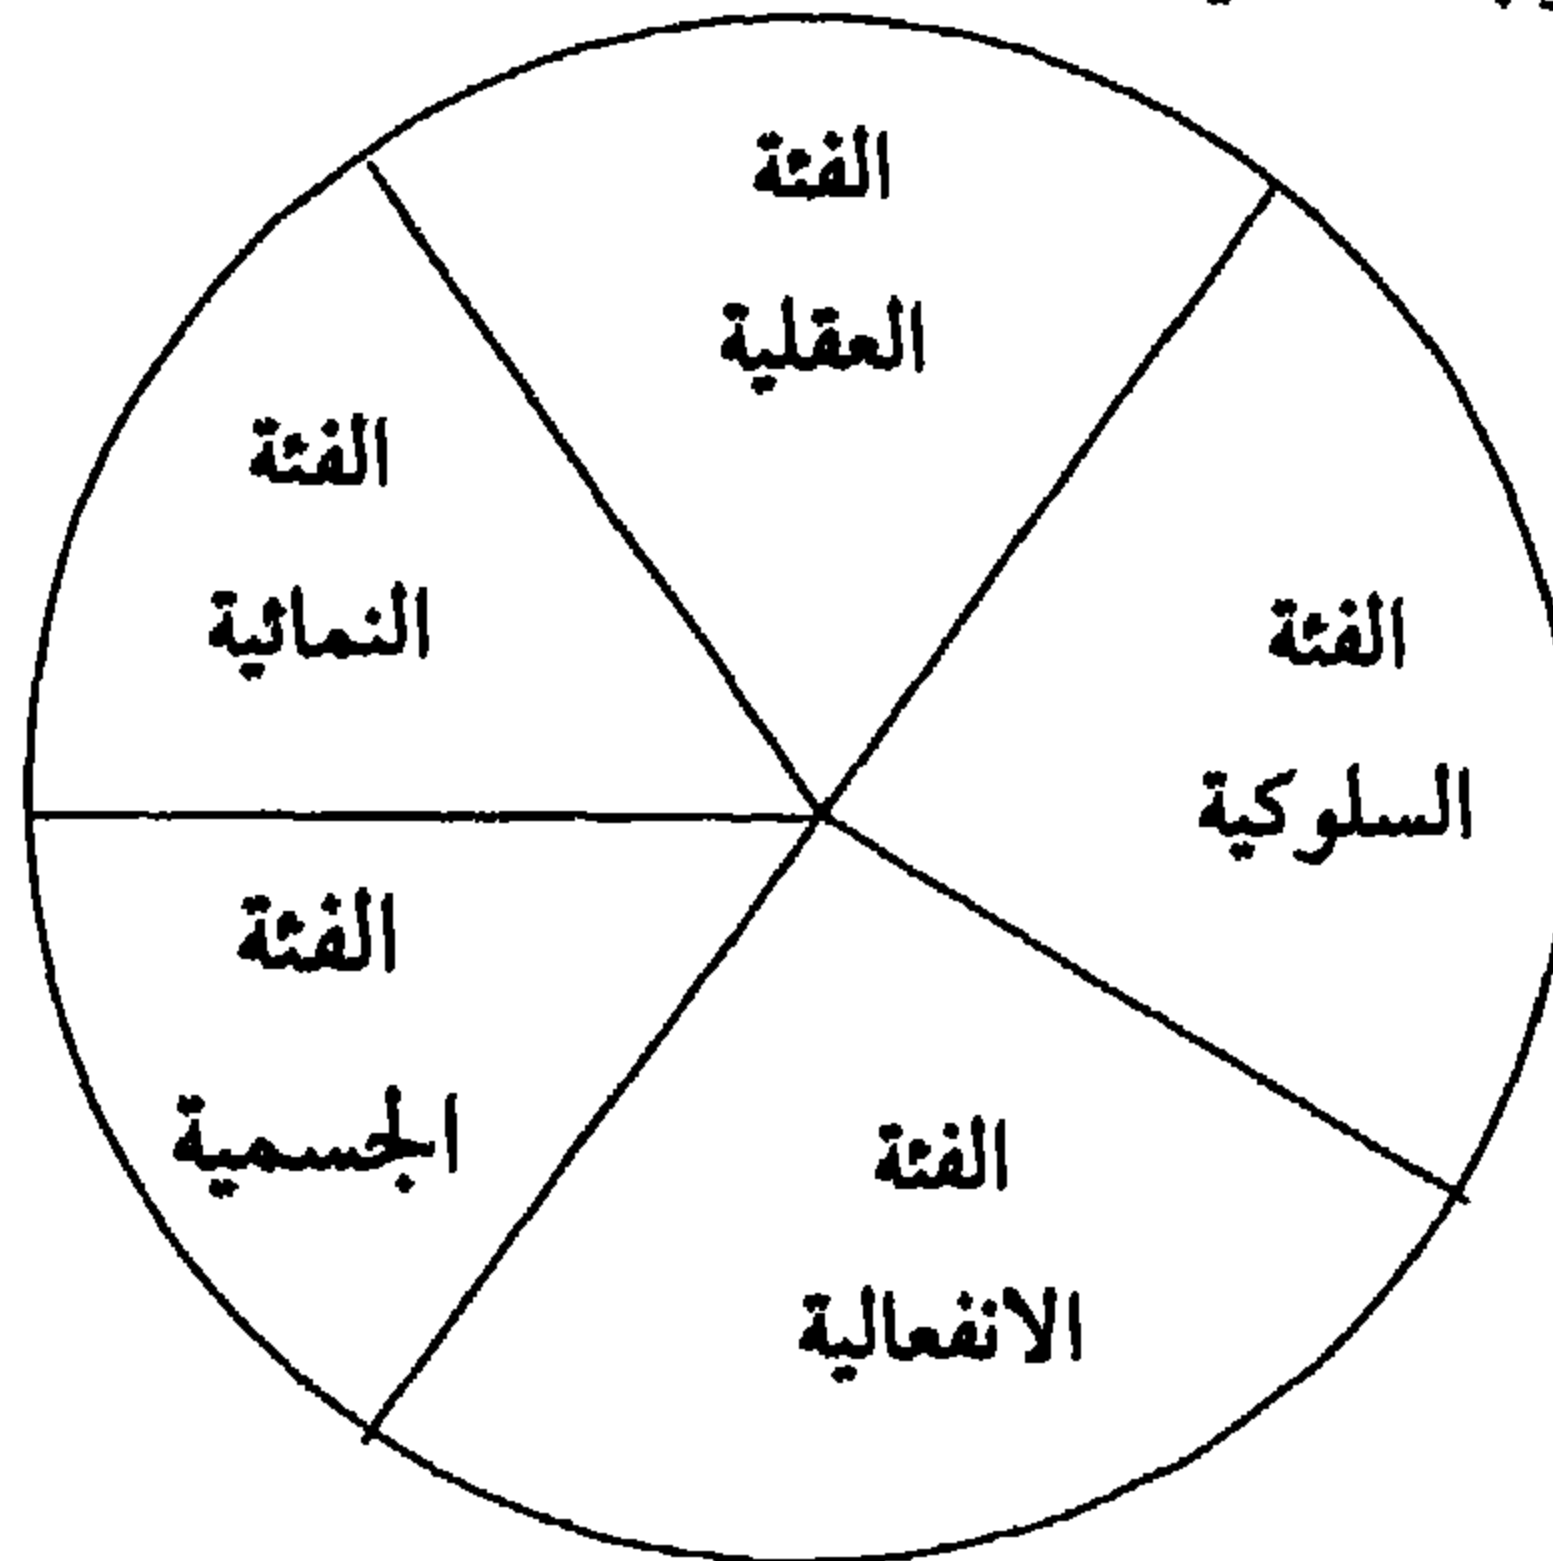 الفئة
العقلية
الفئة
السلوكية
الفئة
الانفعالية
الفئة
الجسمية
الفئة
النمائية